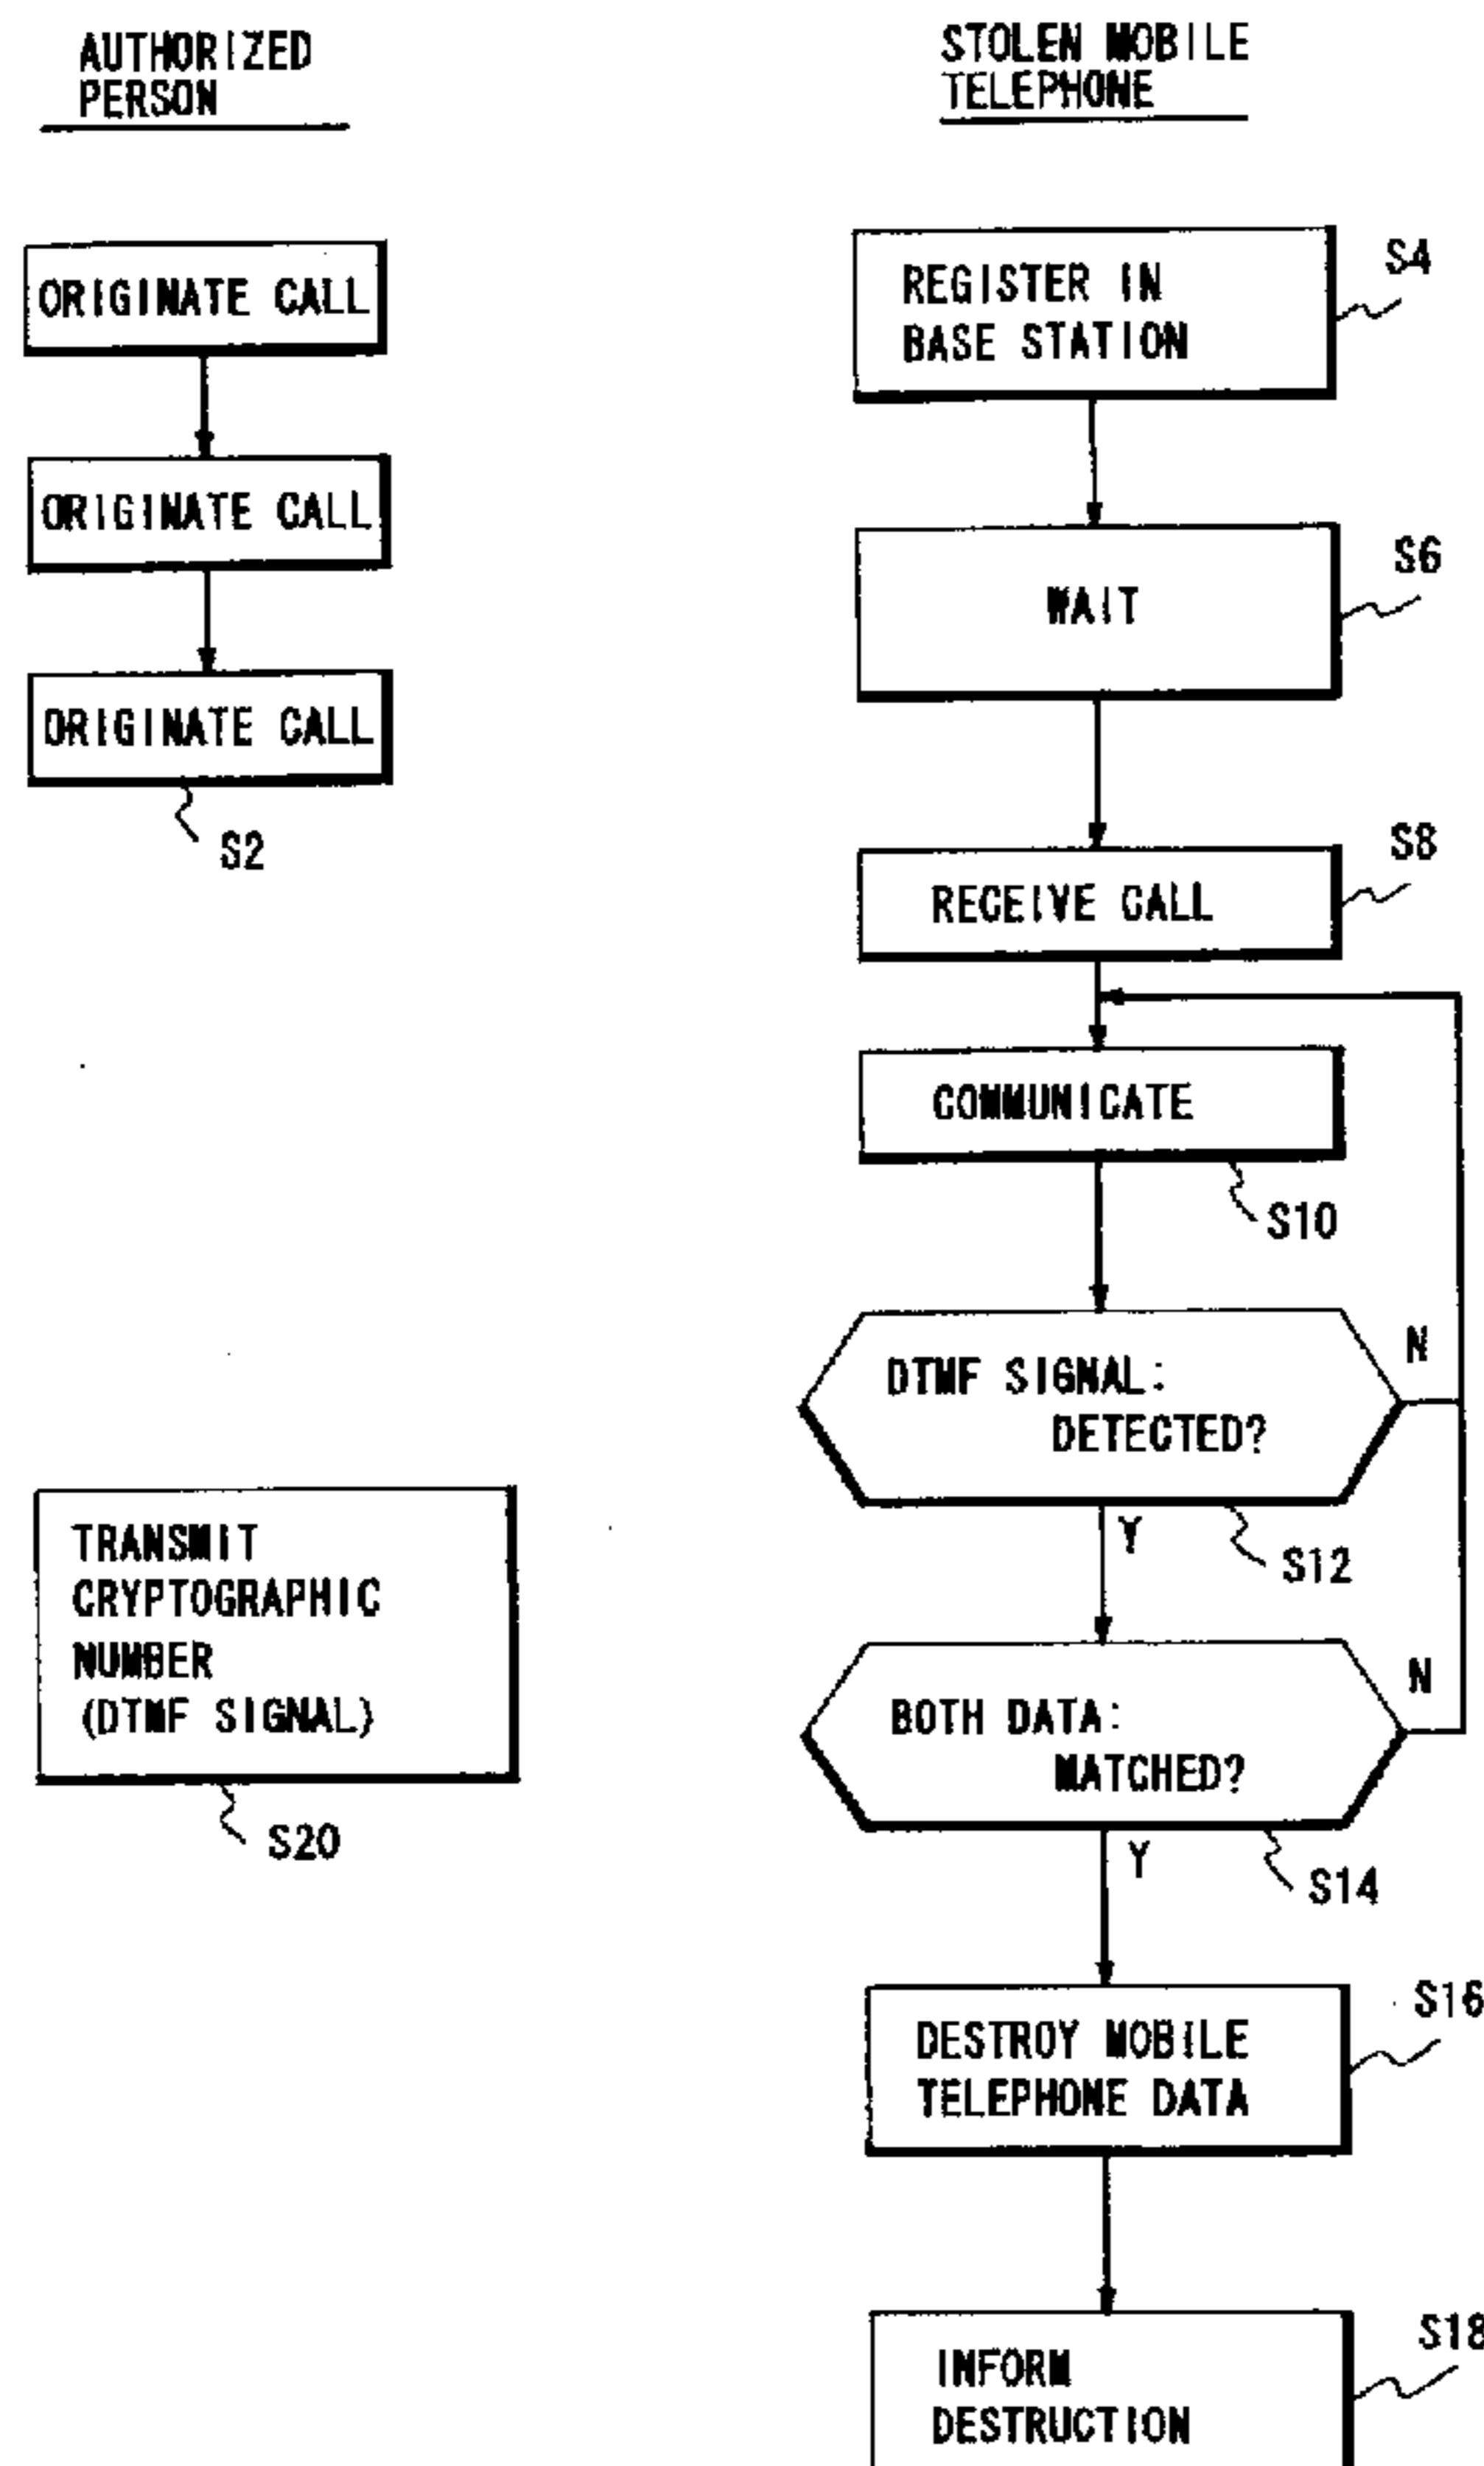 AUTHORIZED
PERSON
ORIGINATE CALL
ORIGINATE CALL
ORIGINATE CALL
S2
TRANSMIT
CRYPTOGRAPHIC
NUMBER
(DTMF SIGNAL)
S20
STOLEN MOBILE
TELEPHONE
REGISTER IN
BASE STATION
S4
WAIT
S6
RECEIVE CALL
S8
COMMUNICATE
S10
DTMF SIGNAL:
DETECTED?
N
Y
S12
BOTH DATA:
MATCHED?
N
Y
S14
DESTROY MOBILE
TELEPHONE DATA
S16
INFORM
DESTRUCTION
S18